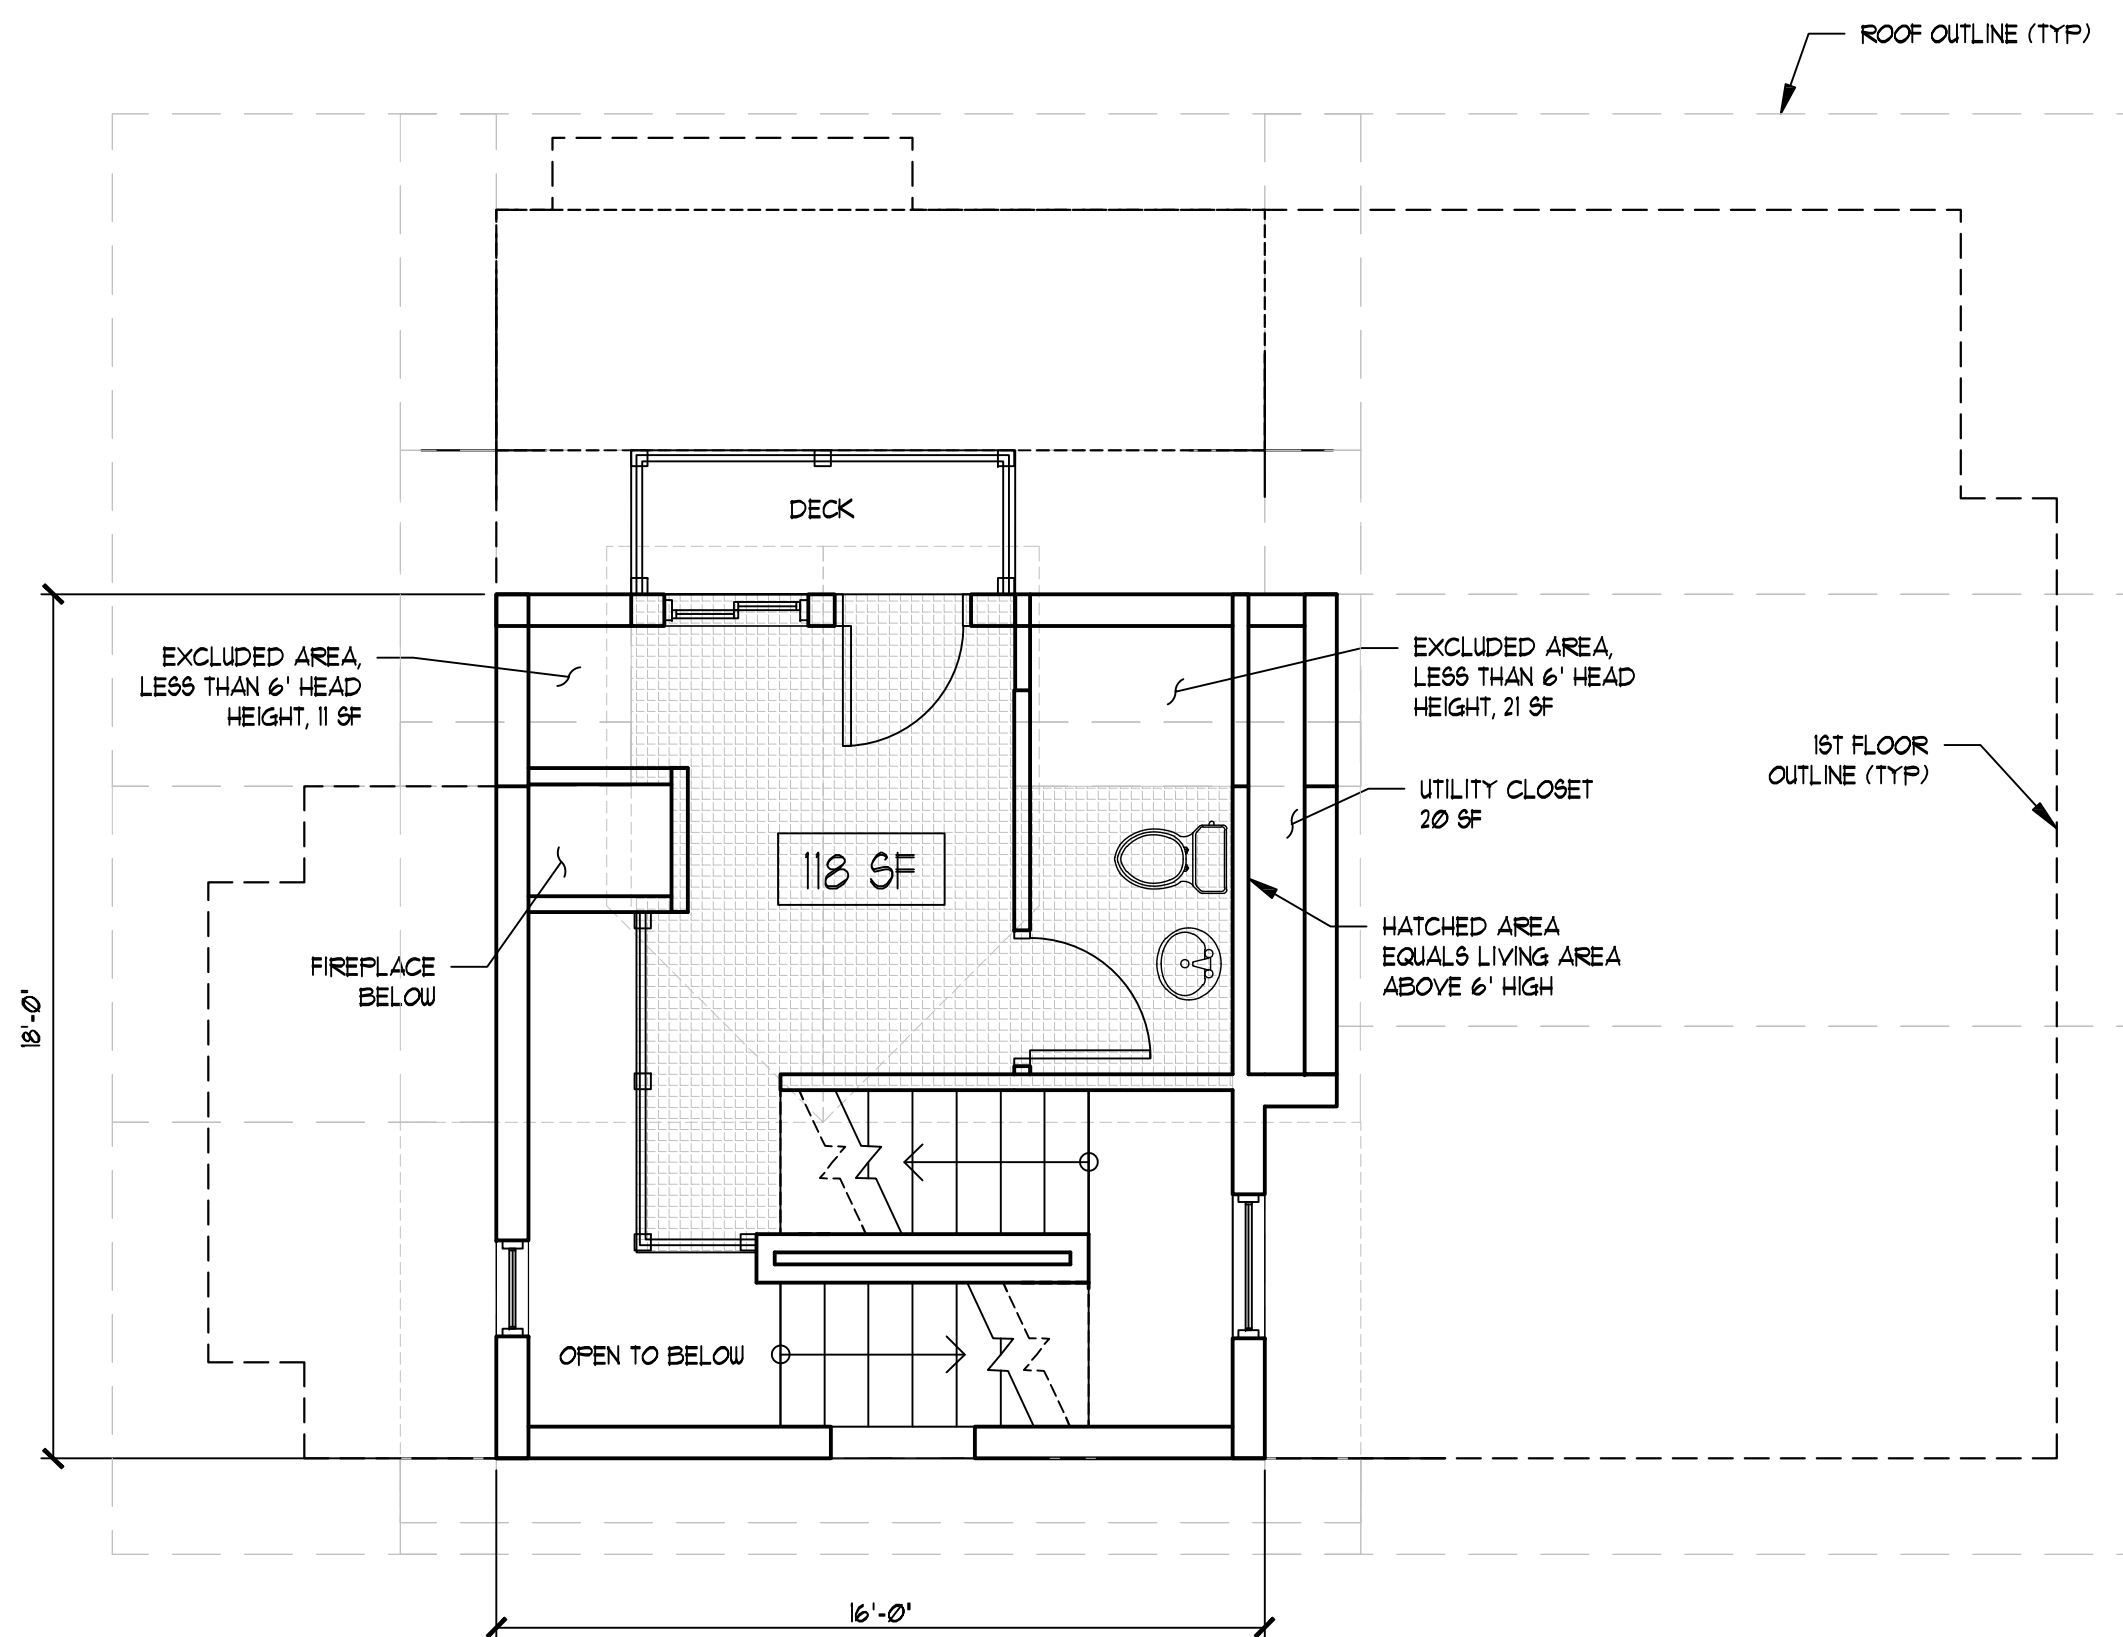 ROOF OUTLINE (TYP)
DECK
EXCLUDED AREA,
LESS THAN 6' HEAD
HEIGHT, 11 SF
EXCLUDED AREA,
LESS THAN 6' HEAD
HEIGHT, 21 SF
1ST FLOOR
OUTLINE (TYP)
UTILITY CLOSET
20 SF
118 SF
HATCHED AREA
EQUALS LIVING AREA
ABOVE 6' HIGH
FIREPLACE
BELOW
18'-0"
OPEN TO BELOW
16'-0"